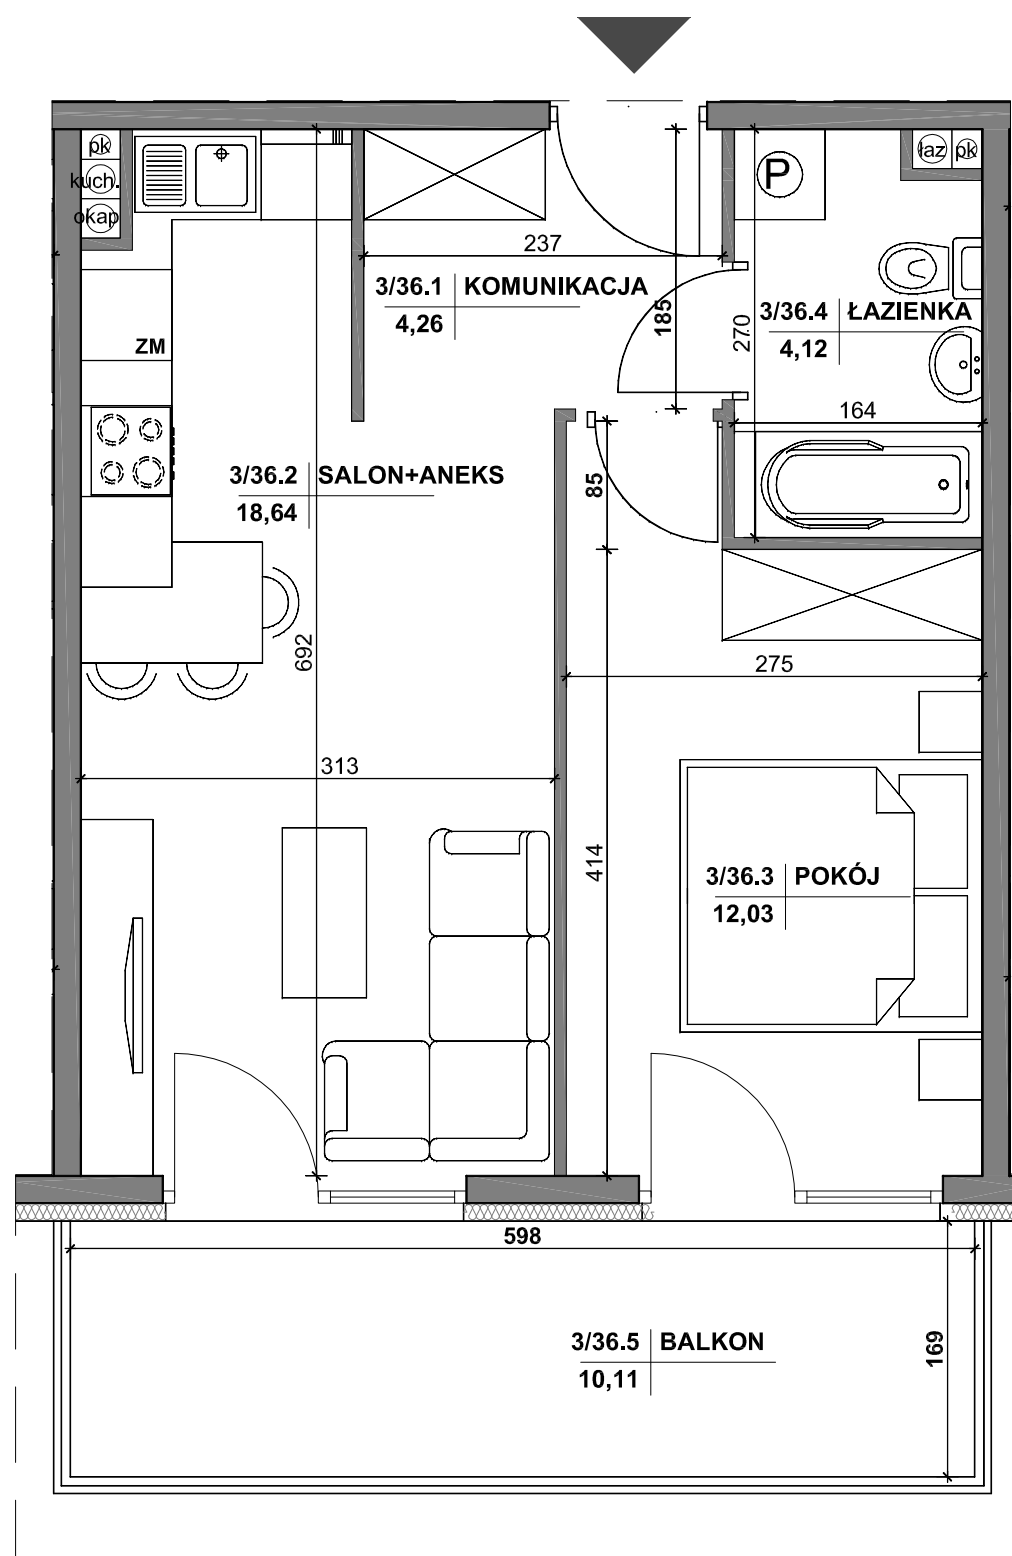 pk
kuch.
okap
łaz
pk
P
237
3/36.1 KOMUNIKACJA
4,26
185
270
3/36.4 ŁAZIENKA
4,12
ZM
164
3/36.2 SALON+ANEKS
18,64
85
692
275
313
414
3/36.3 POKÓJ
12,03
598
3/36.5 BALKON
10,11
169